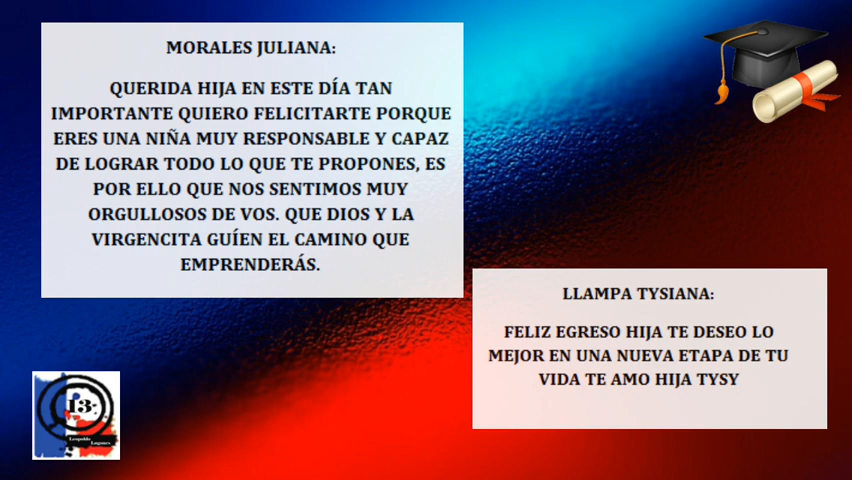 MORALES JULIANA:
QUERIDA HIJA EN ESTE DÍA TAN
IMPORTANTE QUIERO FELICITARTE PORQUE
ERES UNA NIÑA MUY RESPONSABLE Y CAPAZ
DE LOGRAR TODO LO QUE TE PROPONES, ES
POR ELLO QUE NOS SENTIMOS MUY
ORGULLOSOS DE VOS. QUE DIOS Y LA
VIRGENCITA GUÍEN EL CAMINO QUE
EMPRENDERÁS.
LLAMPA TYSIANA:
FELIZ EGRESO HIJA TE DESEO LO
MEJOR EN UNA NUEVA ETAPA DE TU
VIDA TE AMO HIJA TYSY
13
Leopoldo
Lugones